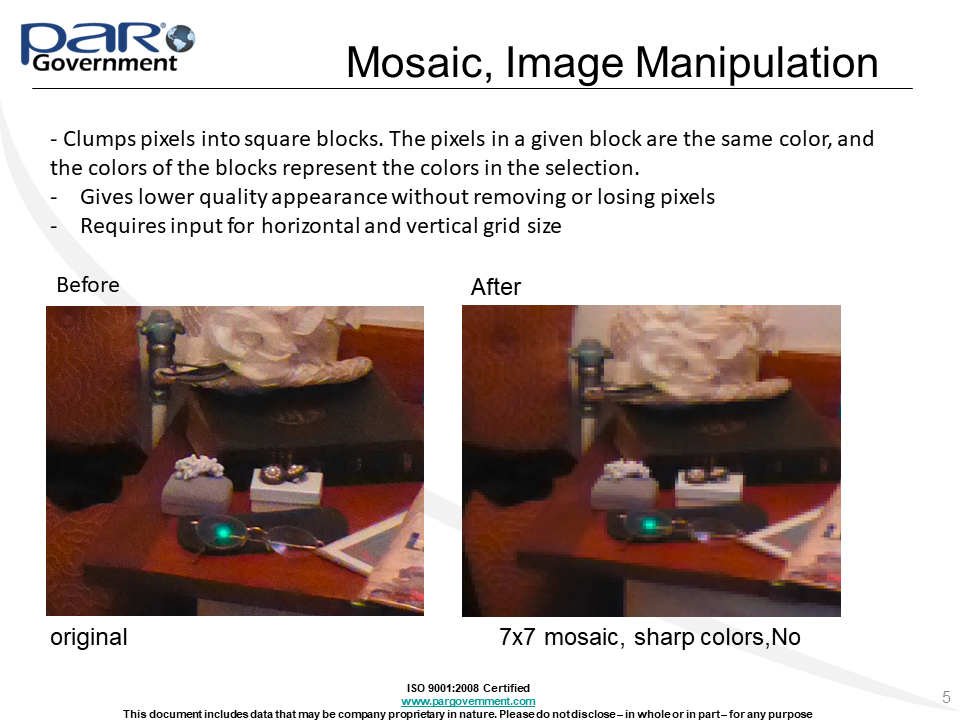 PAR®
Government
Mosaic, Image Manipulation
- Clumps pixels into square blocks. The pixels in a given block are the same color, and
the colors of the blocks represent the colors in the selection.
- Gives lower quality appearance without removing or losing pixels
- Requires input for horizontal and vertical grid size
Before
After
original
7x7 mosaic, sharp colors,No
ISO 9001:2008 Certified
www.pargovernment.com
This document includes data that may be company proprietary in nature. Please do not disclose – in whole or in part – for any purpose
5